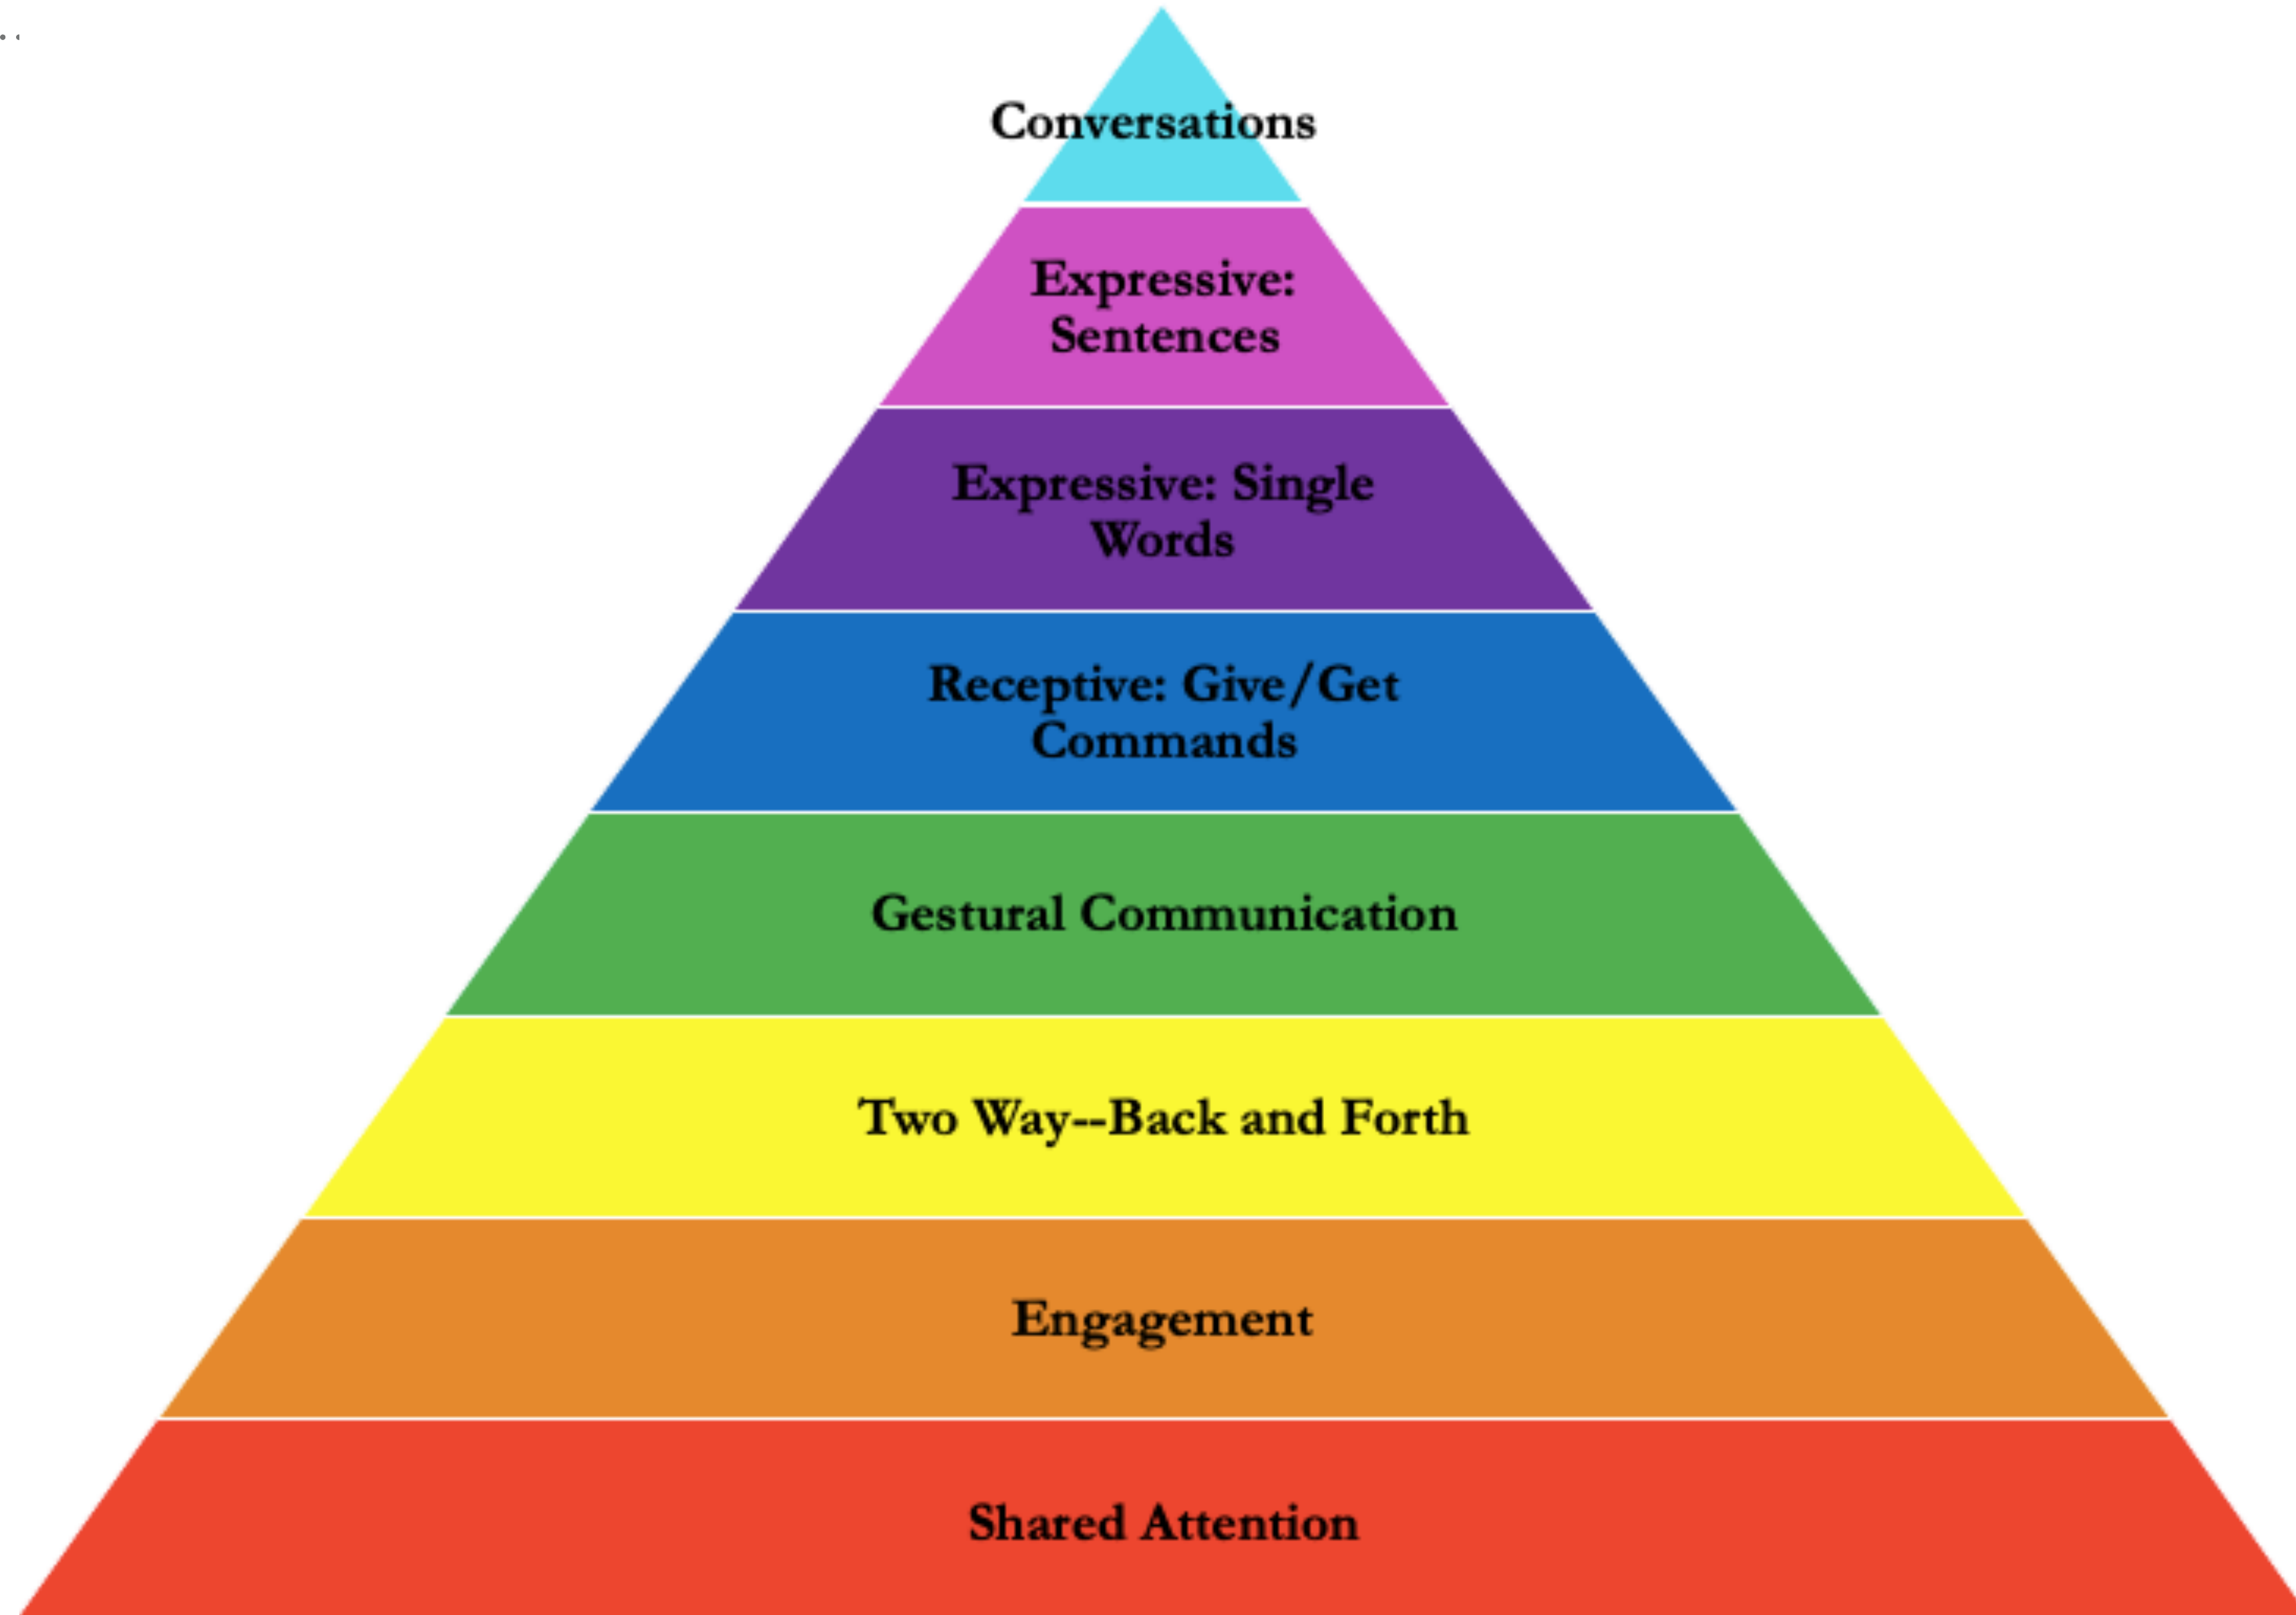 Conversations
Expressive:
Sentences
Expressive: Single
Words
Receptive: Give/Get
Commands
Gestural Communication
Two Way--Back and Forth
Engagement
Shared Attention